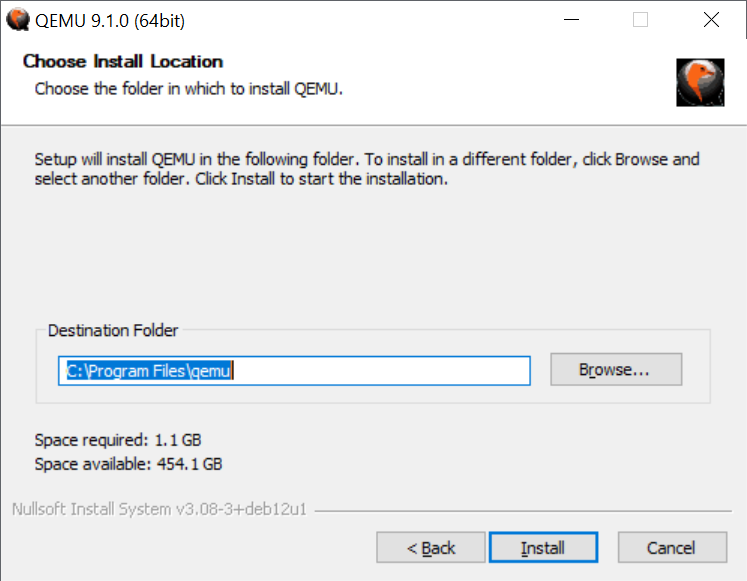 QEMU 9.1.0 (64bit)
Choose Install Location
Choose the folder in which to install QEMU.
Setup will install QEMU in the following folder. To install in a different folder, click Browse and
select another folder. Click Install to start the installation.
Destination Folder
C:\Program Files\qemu
Browse...
Space required: 1.1 GB
Space available: 454.1 GB
Nullsoft Install System v3.08-3+deb12u1
< Back
Install
Cancel